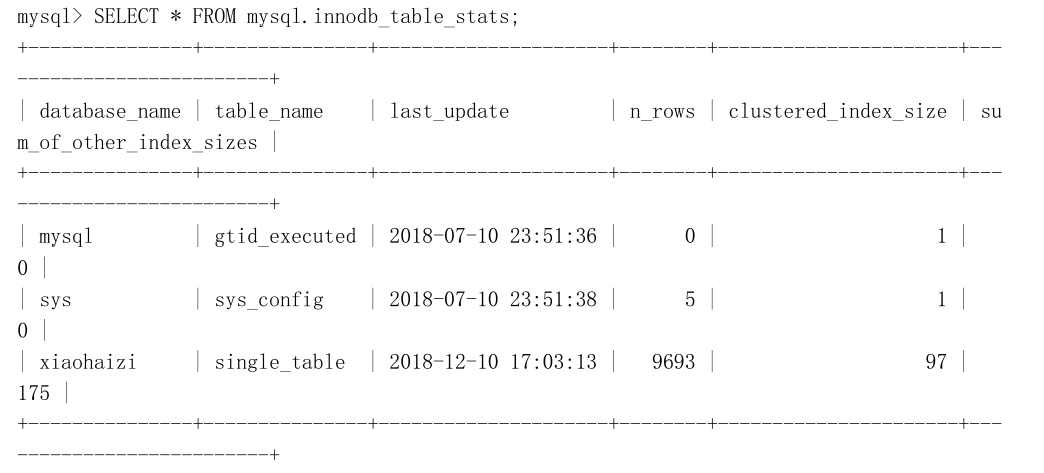 mysql> SELECT * FROM mysql.innodb_table_stats;
+---------------+---------------+---------------------+--------+----------------------+---
-----------------------+
| database_name | table_name    | last_update         | n_rows | clustered_index_size | su
m_of_other_index_sizes |
+---------------+---------------+---------------------+--------+----------------------+---
-----------------------+
| mysql         | gtid_executed | 2018-07-10 23:51:36 |      0 |                    1 |
0 |
| sys           | sys_config    | 2018-07-10 23:51:38 |      5 |                    1 |
0 |
| xiaohaizi     | single_table  | 2018-12-10 17:03:13 |   9693 |                   97 |
175 |
+---------------+---------------+---------------------+--------+----------------------+---
-----------------------+